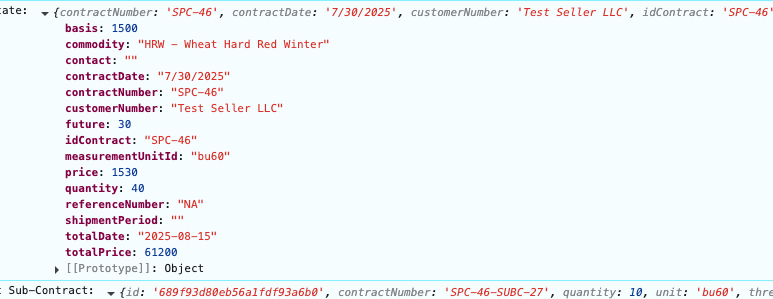 ate: ▼ {contractNumber: 'SPC-46', contractDate: '7/30/2025', customerNumber: 'Test Seller LLC', idContract: 'SPC-46'
basis: 1500
commodity: "HRW - Wheat Hard Red Winter"
contact: ""
contractDate: "7/30/2025"
contractNumber: "SPC-46"
customerNumber: "Test Seller LLC"
future: 30
idContract: "SPC-46"
measurementUnitId: "bu60"
price: 1530
quantity: 40
referenceNumber: "NA"
shipmentPeriod: ""
totalDate: "2025-08-15"
totalPrice: 61200
▶ [[Prototype]]: Object
t Sub-Contract: ▼ {id: '689f93d80eb56a1fdf93a6b0', contractNumber: 'SPC-46-SUBC-27', quantity: 10, unit: 'bu60', thre